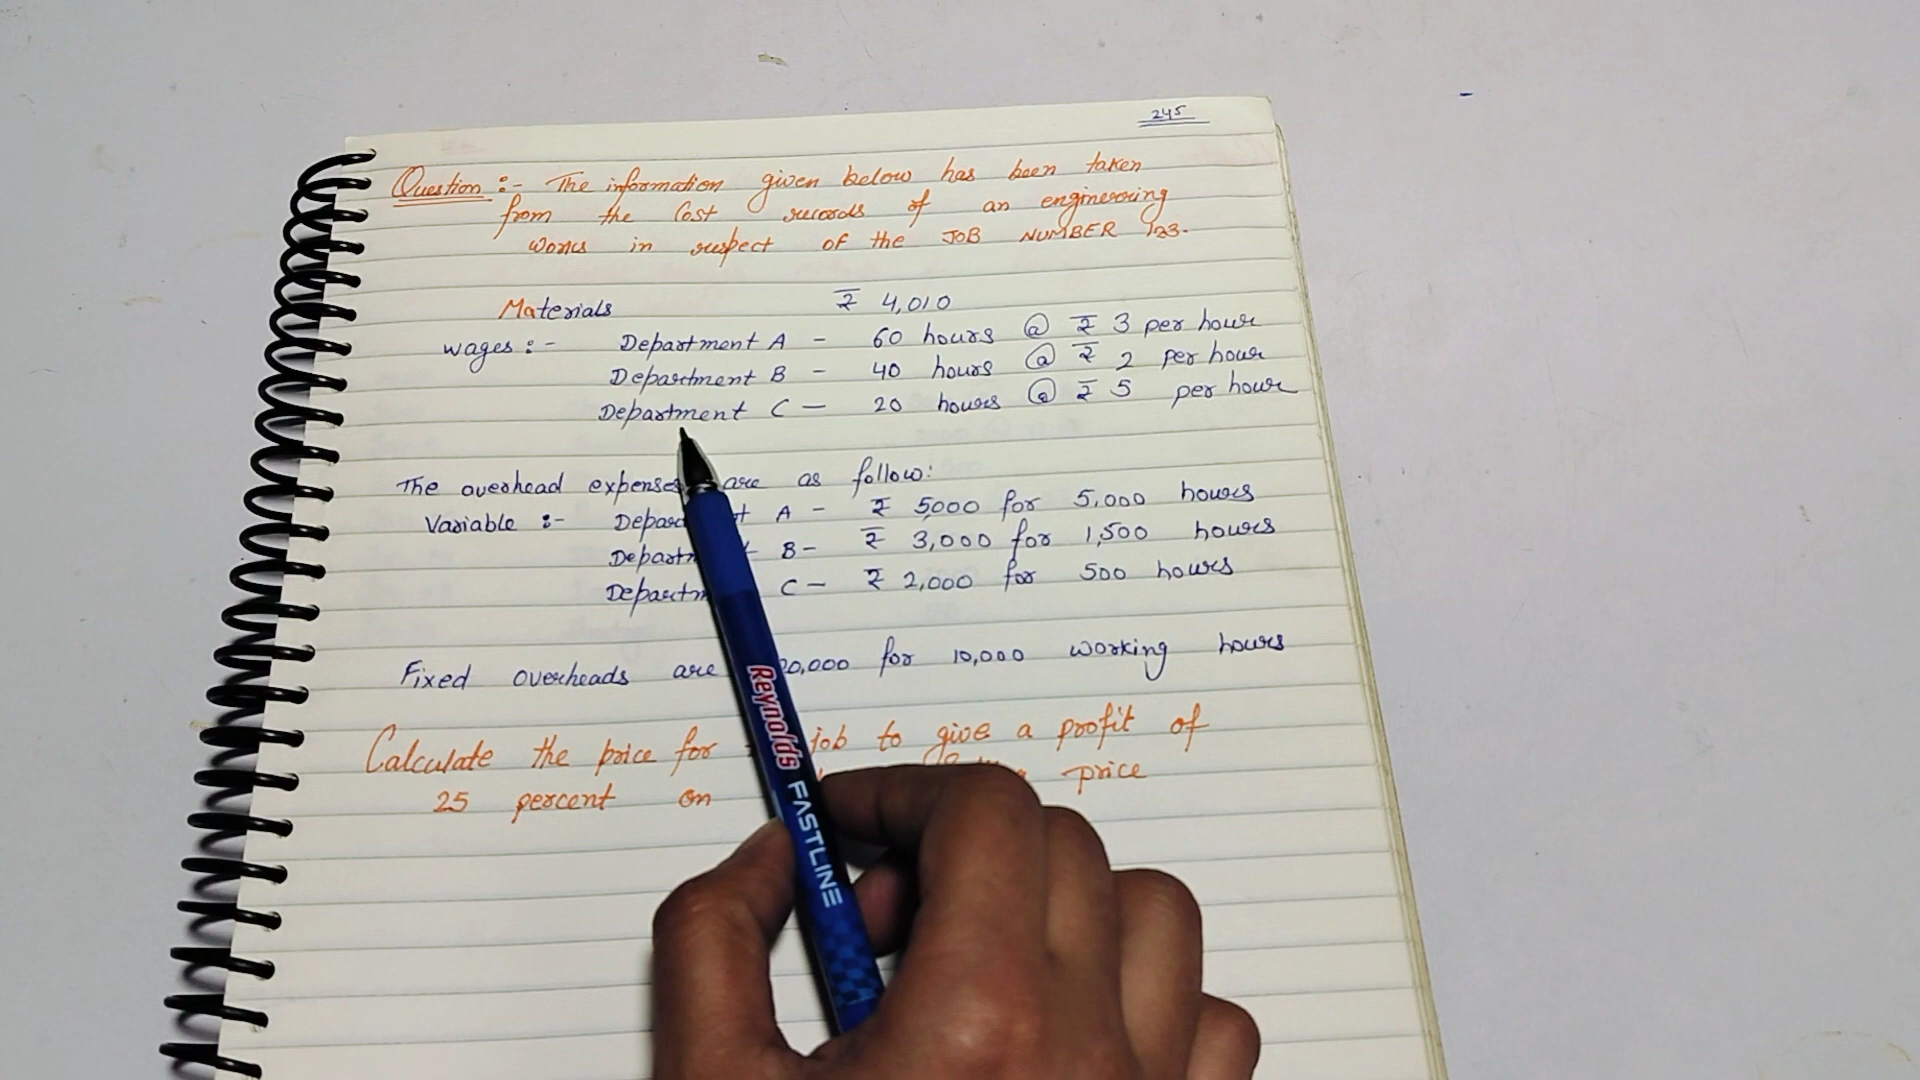 245
Question :- The information given below has been taken
from the Cost records of an engineering
works in respect of the JOB NUMBER 123.
Materials ₹ 4,010
wages :- Department A - 60 hours @ ₹ 3 per hour
Department B - 40 hours @ ₹ 2 per hour
Department C - 20 hours @ ₹ 5 per hour
The overhead expenses are as follow:
Variable :- A - ₹ 5,000 for 5,000 hours
B - ₹ 3,000 for 1,500 hours
C - ₹ 2,000 for 500 hours
Fixed overheads are for 10,000 working hours
Calculate the price for job to give a profit of
25 percent on price
Reynolds FASTLINE